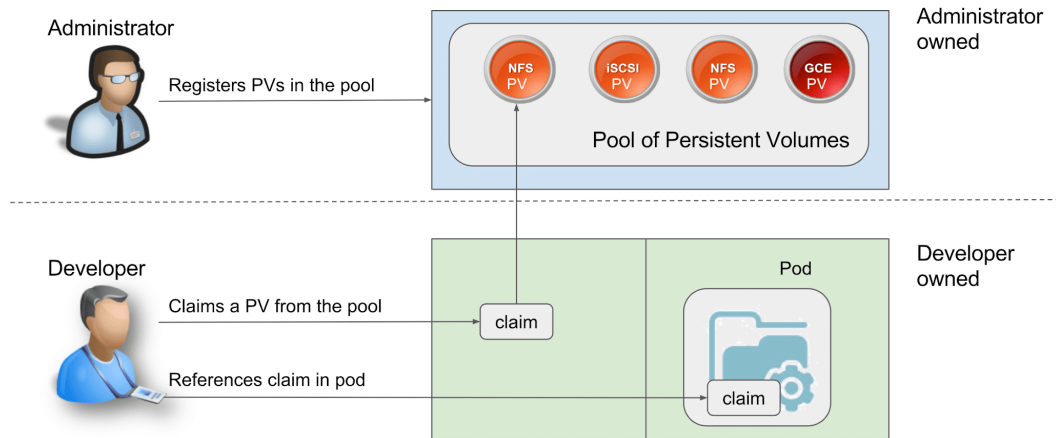 Administrator
Registers PVs in the pool
NFS
PV
iSCSI
PV
NFS
PV
GCE
PV
Pool of Persistent Volumes
Administrator
owned
Developer
Claims a PV from the pool
claim
References claim in pod
Pod
claim
Developer
owned